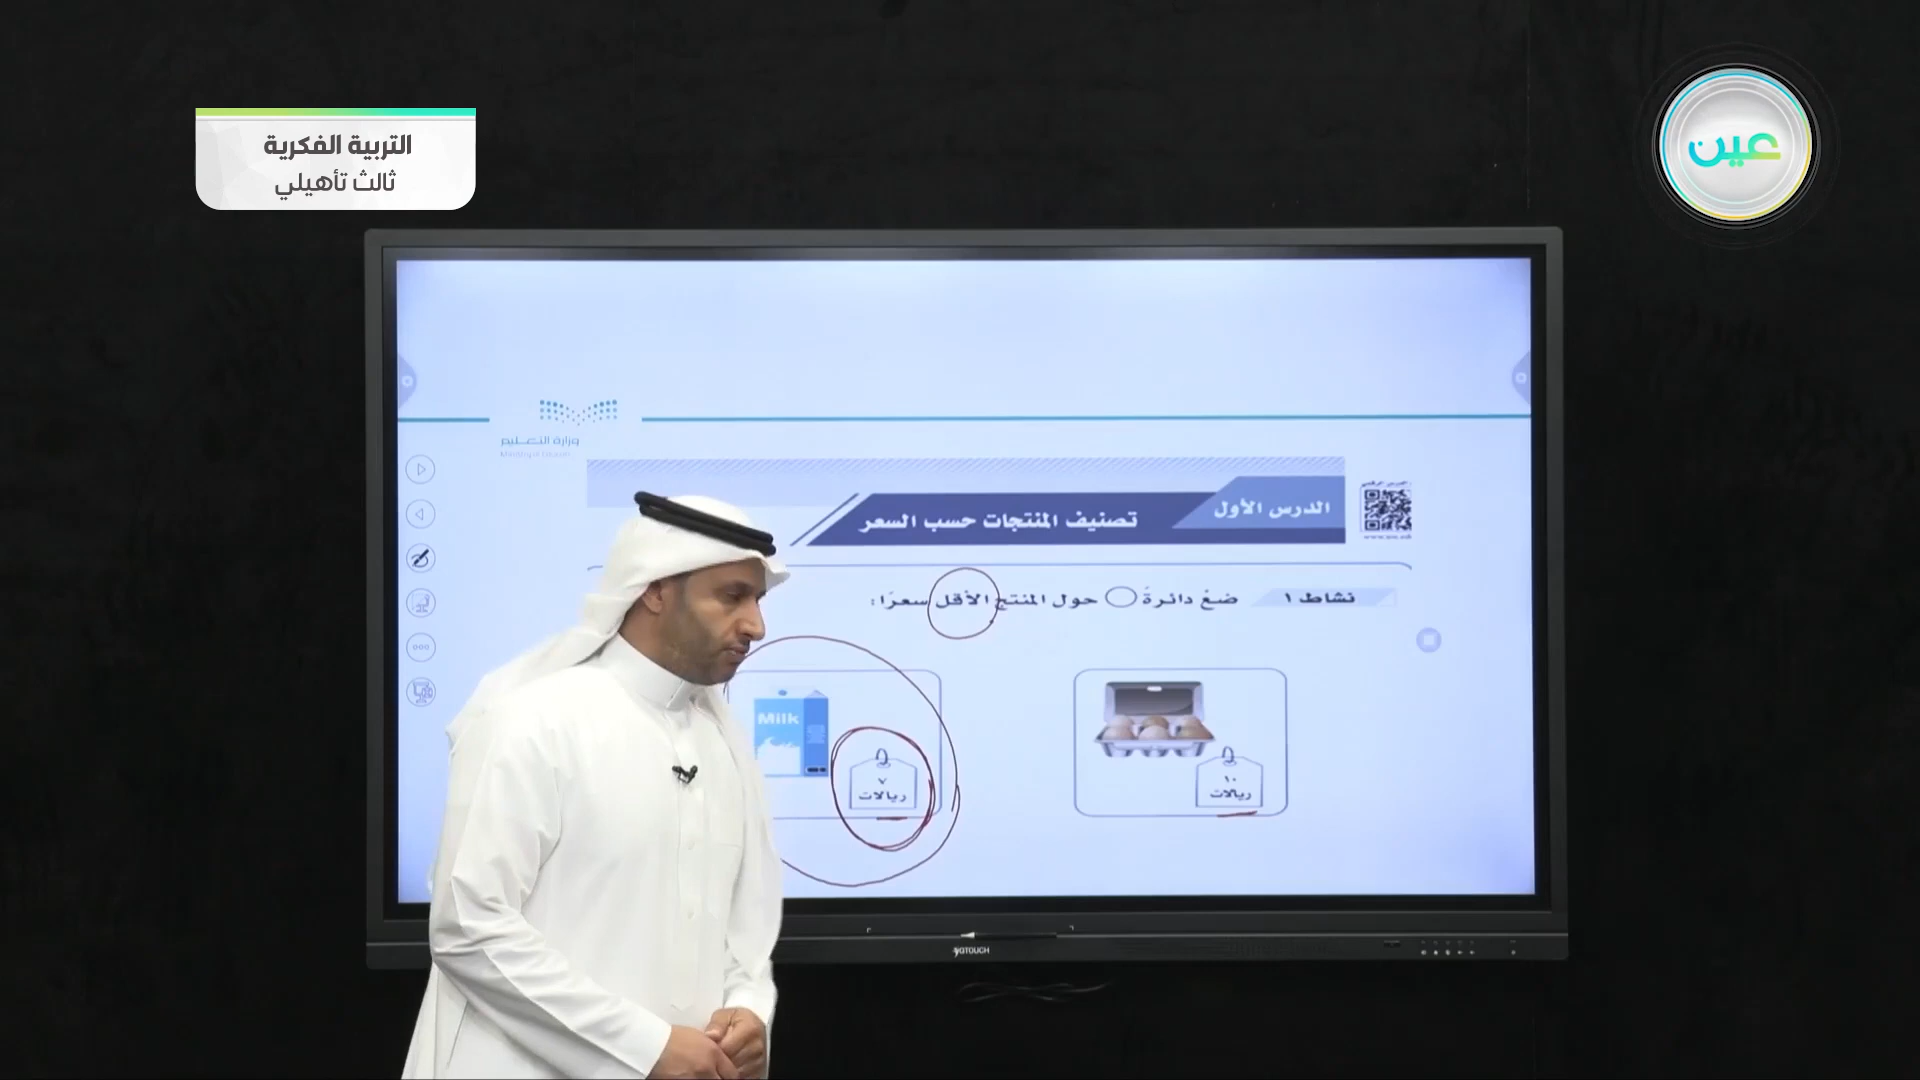 التربية الفكرية
ثالث تأهيلي
عين
وزارة التعليم
الدرس الأول
تصنيف المنتجات حسب السعر
نشاط ١
ضعْ دائرةً حول المنتج الأقل سعرًا:
Milk
٧
ريالات
١٠
ريالات